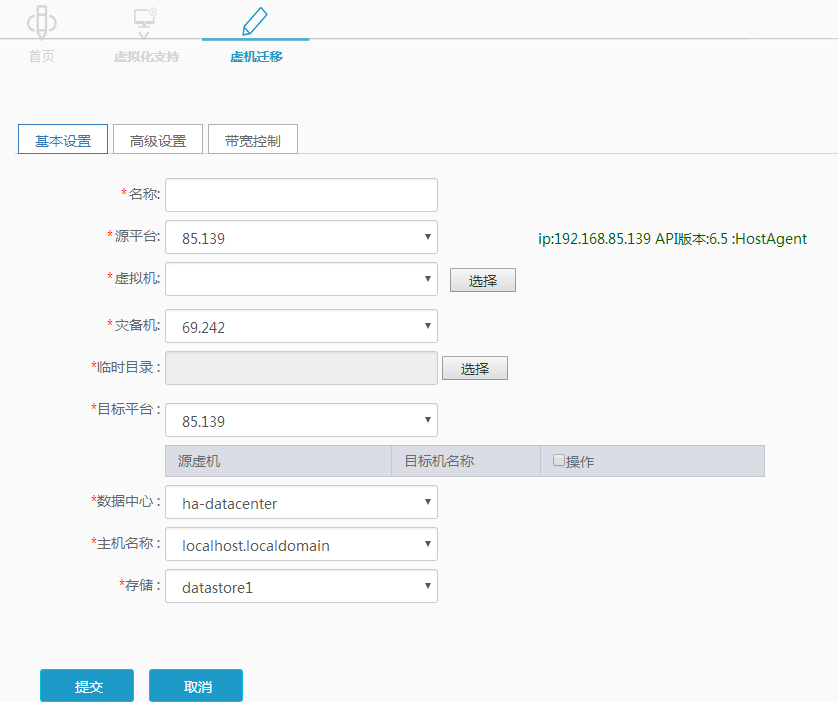 首页 虚拟化支持 虚机迁移
基本设置 高级设置 带宽控制
*名称:
*源平台: 85.139 ip:192.168.85.139 API版本:6.5 :HostAgent
*虚拟机: 选择
*灾备机: 69.242
*临时目录: 选择
*目标平台: 85.139
源虚机 目标机名称 操作
*数据中心: ha-datacenter
*主机名称: localhost.localdomain
*存储: datastore1
提交 取消